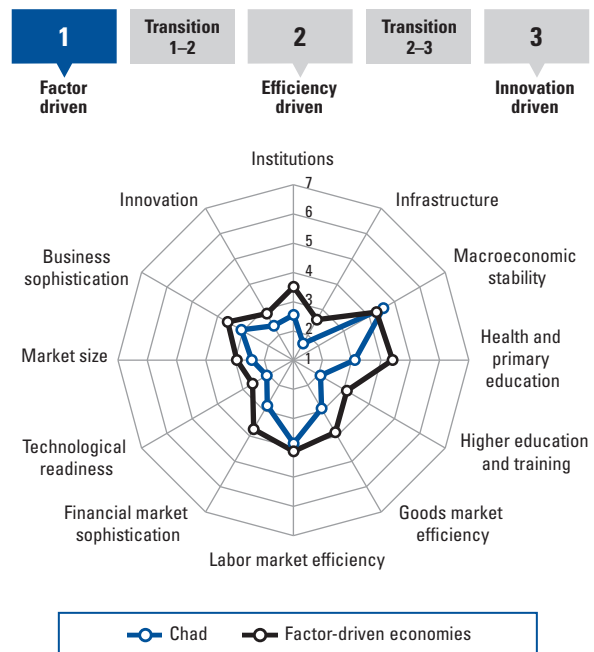 1
Transition
1–2
2
Transition
2–3
3
Factor
driven
Efficiency
driven
Innovation
driven
Institutions
Innovation
Infrastructure
Business
sophistication
Macroeconomic
stability
Market size
Health and
primary
education
Technological
readiness
Higher education
and training
Financial market
sophistication
Goods market
efficiency
Labor market efficiency
7
6
5
4
3
2
1
Chad
Factor-driven economies